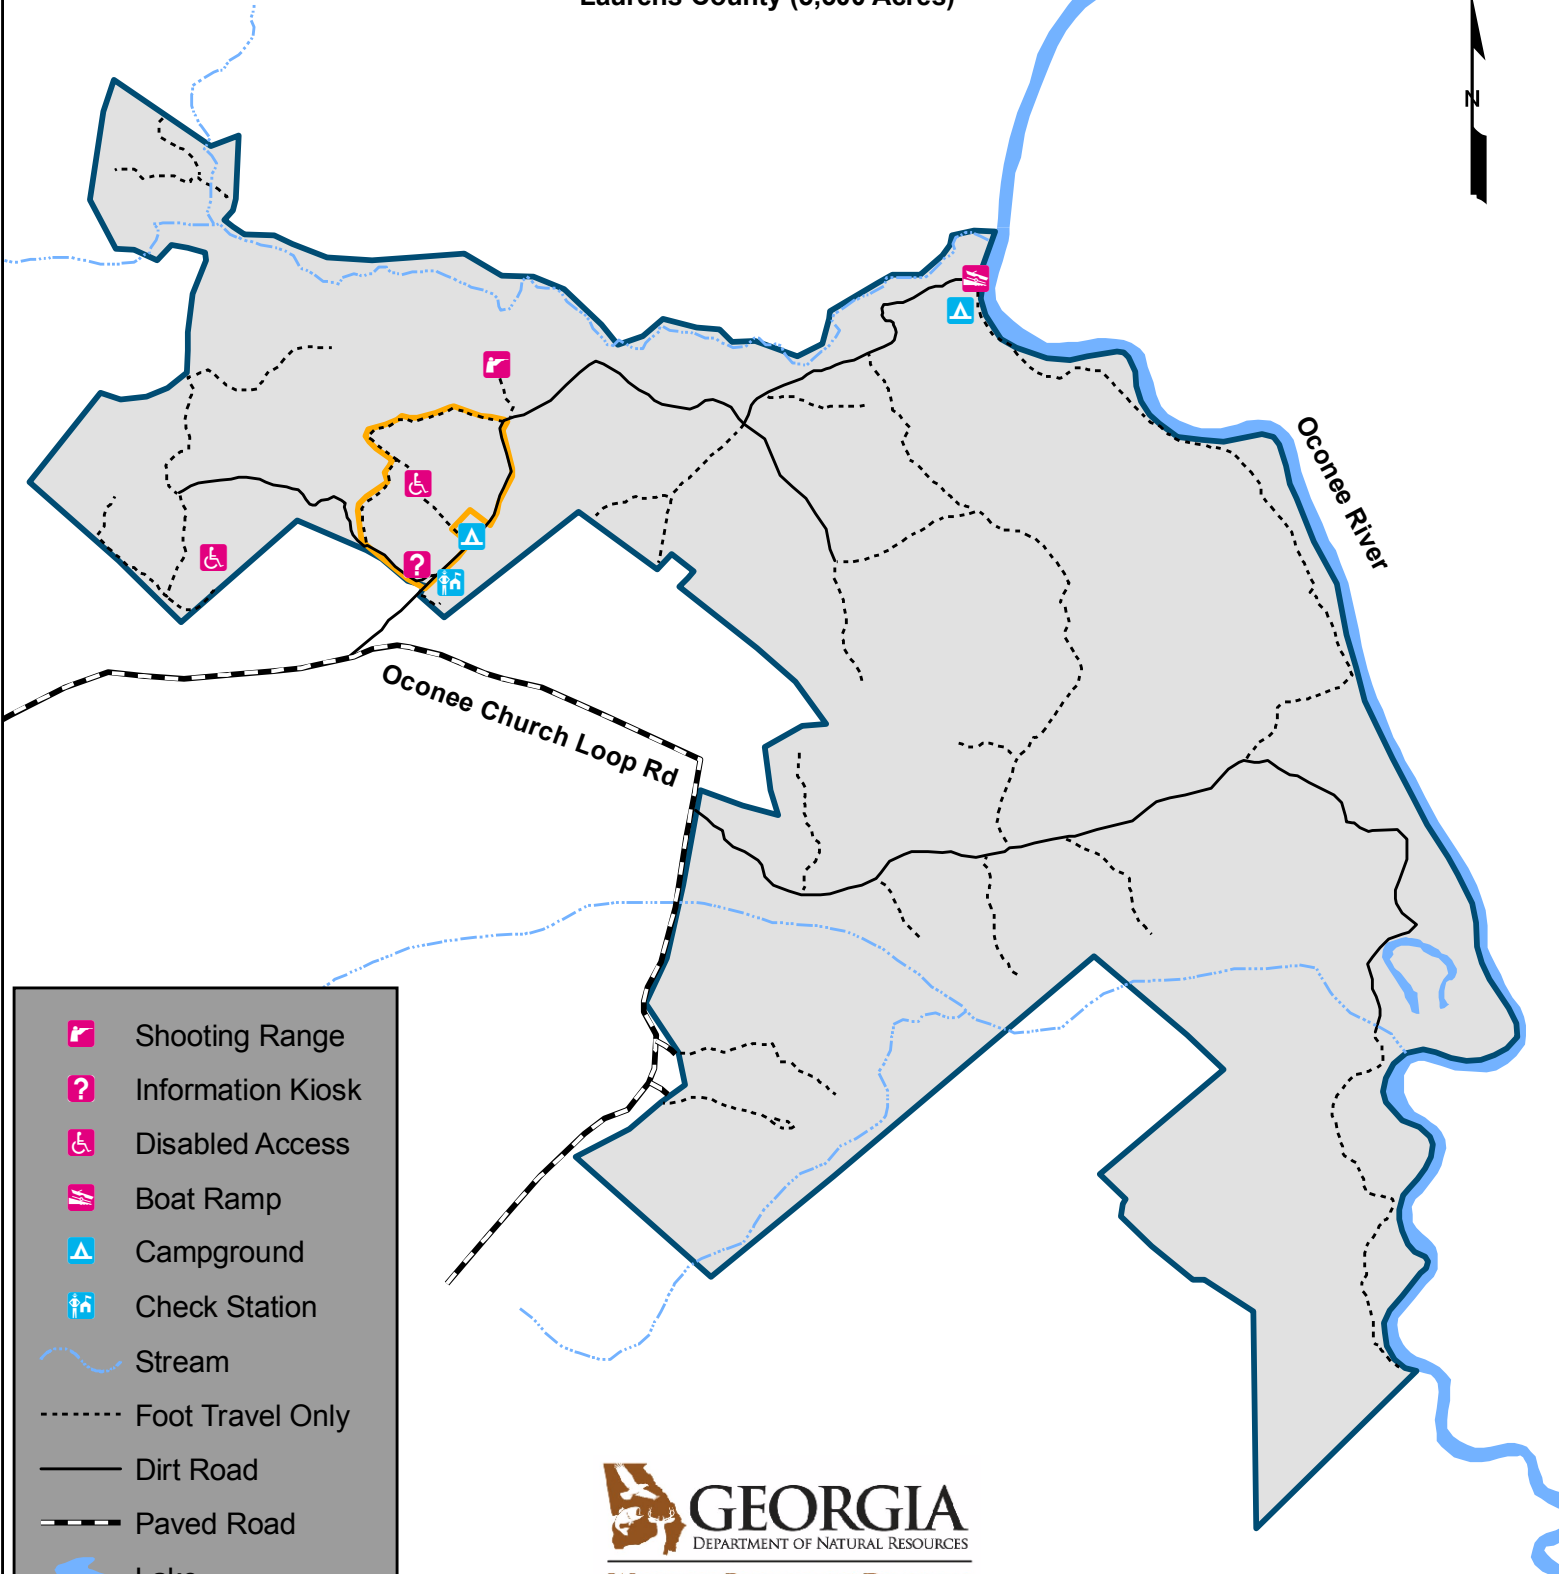 N
Oconee River
Oconee Church Loop Rd
Shooting Range
Information Kiosk
Disabled Access
Boat Ramp
Campground
Check Station
Stream
Foot Travel Only
Dirt Road
Paved Road
GEORGIA
DEPARTMENT OF NATURAL RESOURCES